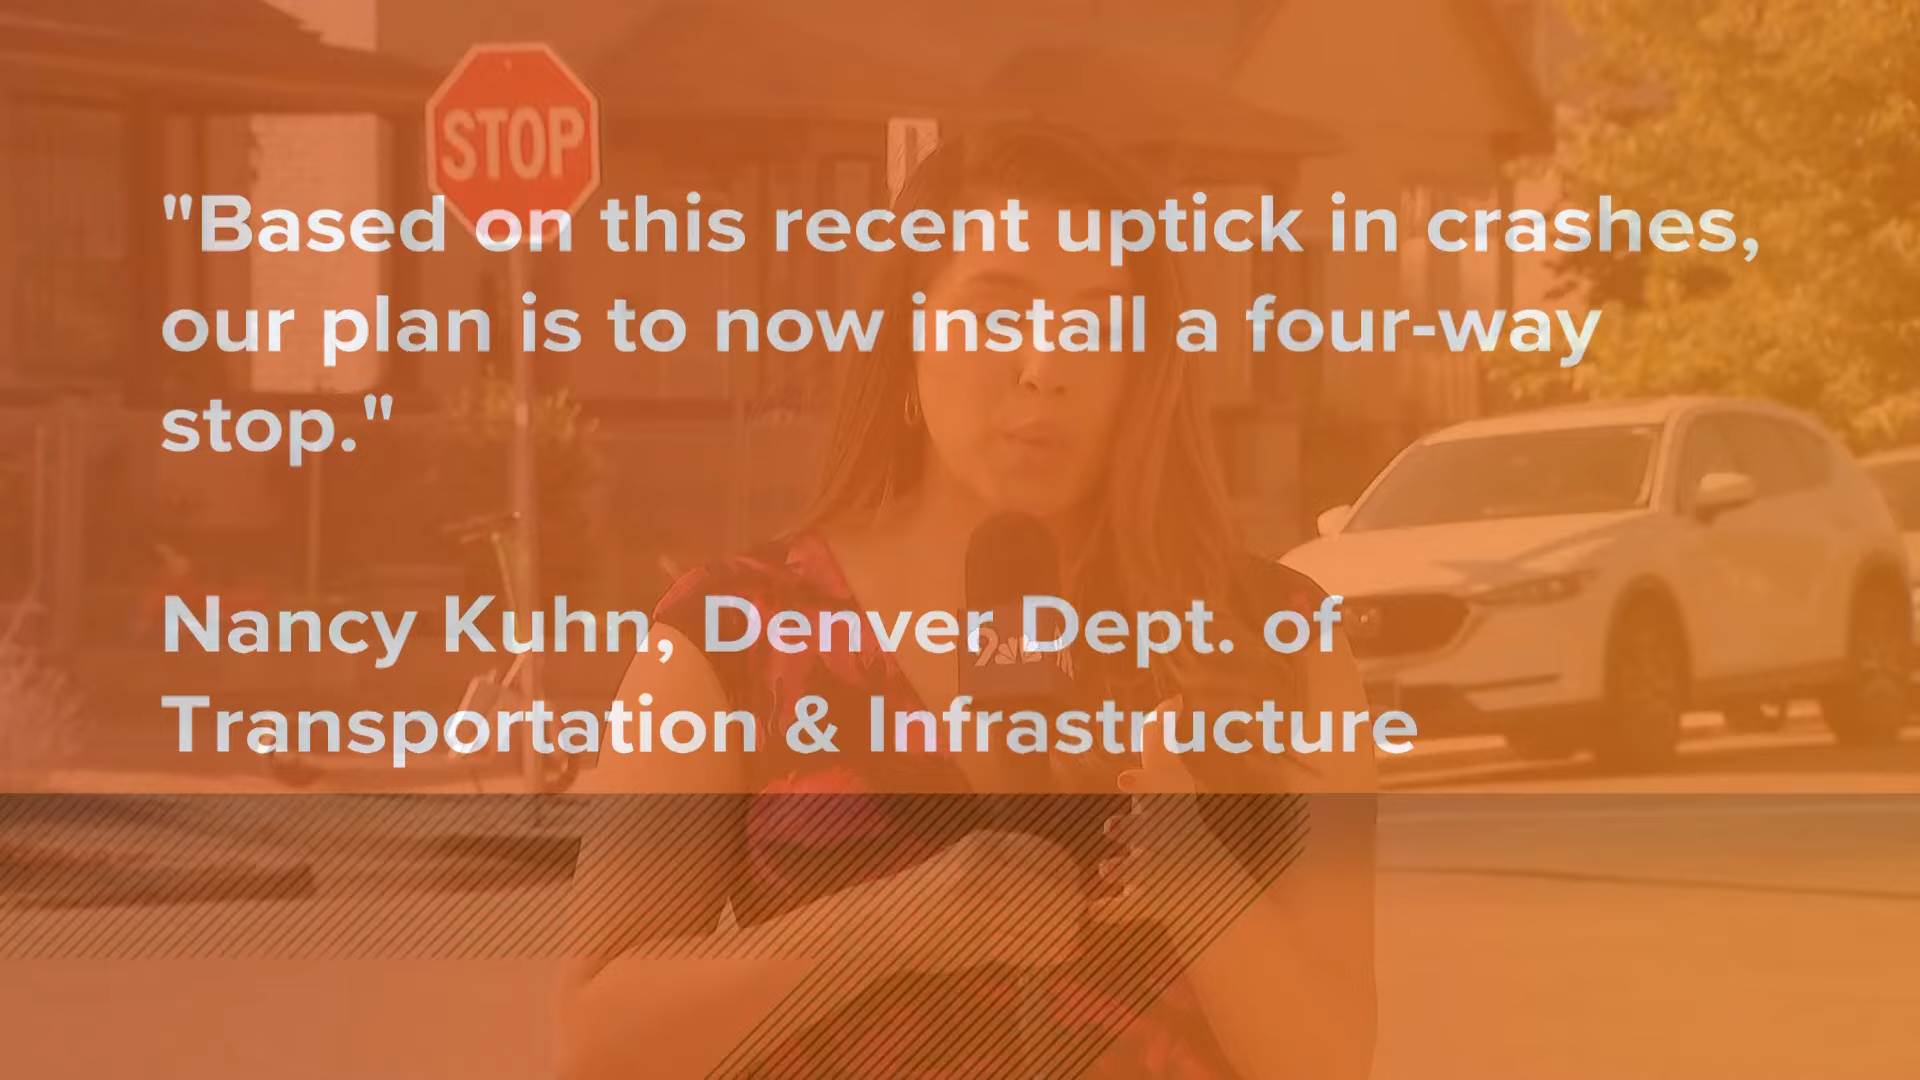 STOP
"Based on this recent uptick in crashes,
our plan is to now install a four-way
stop."
Nancy Kuhn, Denver Dept. of
Transportation & Infrastructure
9